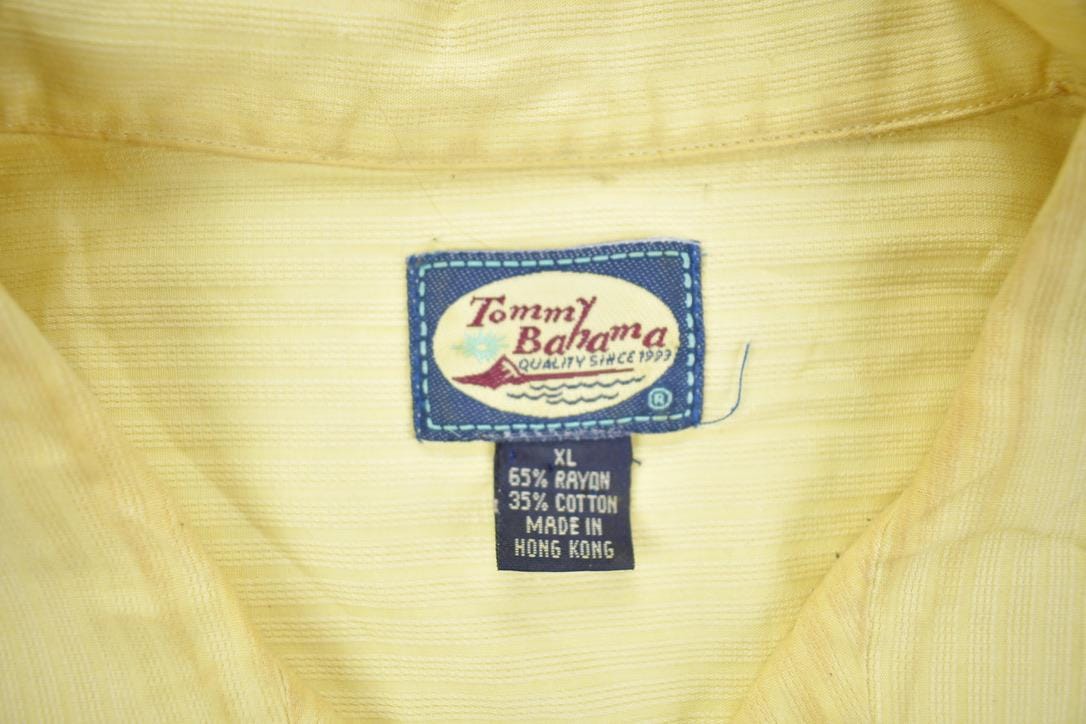 Tommy
Bahama
QUALITY SINCE 1993
®
XL
65% RAYON
35% COTTON
MADE IN
HONG KONG